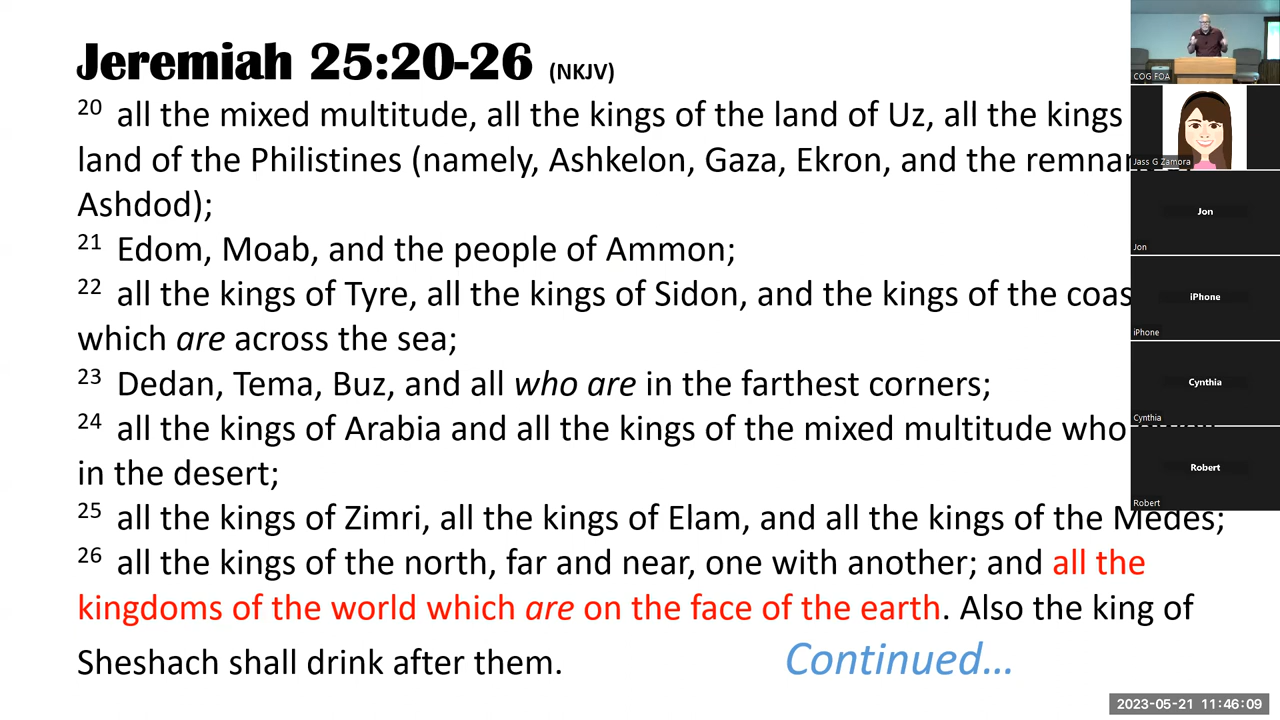 Jeremiah 25:20-26 (NKJV)
20 all the mixed multitude, all the kings of the land of Uz, all the kings
land of the Philistines (namely, Ashkelon, Gaza, Ekron, and the
Ashdod);
21 Edom, Moab, and the people of Ammon;
22 all the kings of Tyre, all the kings of Sidon, and the kings of the
which are across the sea;
23 Dedan, Tema, Buz, and all who are in the farthest corners;
24 all the kings of Arabia and all the kings of the mixed multitude who
in the desert;
25 all the kings of Zimri, all the kings of Elam, and all the kings of the Medes;
26 all the kings of the north, far and near, one with another; and all the
kingdoms of the world which are on the face of the earth. Also the king of
Sheshach shall drink after them.
Continued...
COG FOA
Jass G Zamora
Jon
Jon
iPhone
iPhone
Cynthia
Cynthia
Robert
Robert
2023-05-21 11:46:09